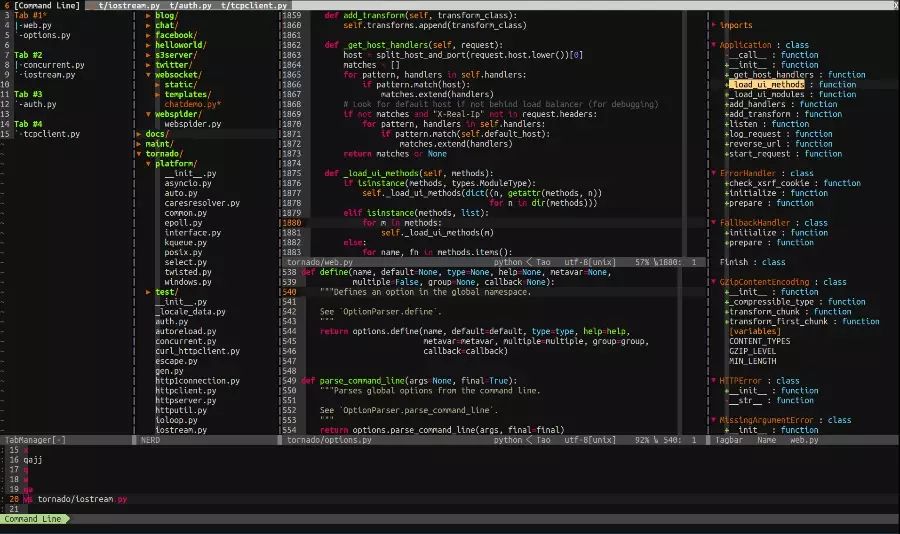 6 [Command Line] t/iostream.py t/auth.py t/tcpclient.py X
Tab #1*
4 |-web.py
5 `-options.py
6
7 Tab #2
8 |-concurrent.py
9 `-iostream.py
10
11 Tab #3
12 `-auth.py
13
14 Tab #4
15 `-tcpclient.py
TabManager[-]
▸ blog/
▸ chat/
▸ facebook/
▸ helloworld/
▸ s3server/
▸ twitter/
▾ websocket/
▸ static/
▸ templates/
chatdemo.py*
▾ webspider/
webspider.py
▸ docs/
▸ maint/
▾ tornado/
▾ platform/
__init__.py
asyncio.py
auto.py
caresresolver.py
common.py
epoll.py
interface.py
kqueue.py
posix.py
select.py
twisted.py
windows.py
▸ test/
__init__.py
_locale_data.py
auth.py
autoreload.py
concurrent.py
curl_httpclient.py
escape.py
gen.py
http1connection.py
httpclient.py
httpserver.py
httputil.py
ioloop.py
iostream.py
NERD
1859 def add_transform(self, transform_class):
1860 self.transforms.append(transform_class)
1861
1862 def _get_host_handlers(self, request):
1863 host = split_host_and_port(request.host.lower())[0]
1864 matches = []
1865 for pattern, handlers in self.handlers:
1866 if pattern.match(host):
1867 matches.extend(handlers)
1868 # Look for default host if not behind load balancer (for debugging)
1869 if not matches and "X-Real-Ip" not in request.headers:
1870 for pattern, handlers in self.handlers:
1871 if pattern.match(self.default_host):
1872 matches.extend(handlers)
1873 return matches or None
1874
1875 def _load_ui_methods(self, methods):
1876 if isinstance(methods, types.ModuleType):
1877 self._load_ui_methods(dict((n, getattr(methods, n))
1878 for n in dir(methods)))
1879 elif isinstance(methods, list):
1880 for m in methods:
1881 self._load_ui_methods(m)
1882 else:
1883 for name, fn in methods.items():
tornado/web.py python < Tao utf-8[unix] 57% 1880: 1
538 def define(name, default=None, type=None, help=None, metavar=None,
539 multiple=False, group=None, callback=None):
540 """Defines an option in the global namespace.
541
542 See `OptionParser.define`.
543 """
544 return options.define(name, default=default, type=type, help=help,
545 metavar=metavar, multiple=multiple, group=group,
546 callback=callback)
547
548
549 def parse_command_line(args=None, final=True):
550 """Parses global options from the command line.
551
552 See `OptionParser.parse_command_line`.
553 """
554 return options.parse_command_line(args, final=final)
tornado/options.py python < Tao utf-8[unix] 92% 540: 1
▸ imports
▼ Application : class
-__call__ : function
+__init__ : function
+_get_host_handlers : function
+_load_ui_methods : function
+_load_ui_modules : function
+add_handlers : function
+add_transform : function
+listen : function
+log_request : function
+reverse_url : function
+start_request : function
▼ ErrorHandler : class
+check_xsrf_cookie : function
+initialize : function
+prepare : function
▼ FallbackHandler : class
+initialize : function
+prepare : function
Finish : class
▼ GZipContentEncoding : class
+__init__ : function
+_compressible_type : function
+transform_chunk : function
+transform_first_chunk : function
[variables]
CONTENT_TYPES
GZIP_LEVEL
MIN_LENGTH
▼ HTTPError : class
+__init__ : function
-__str__ : function
▼ MissingArgumentError : class
+__init__ : function
Tagbar Name web.py
: 15 x
: 16 qajj
: 17 q
: 18 w
: 19 qa
: 20 vs tornado/iostream.py
: 21
Command Line